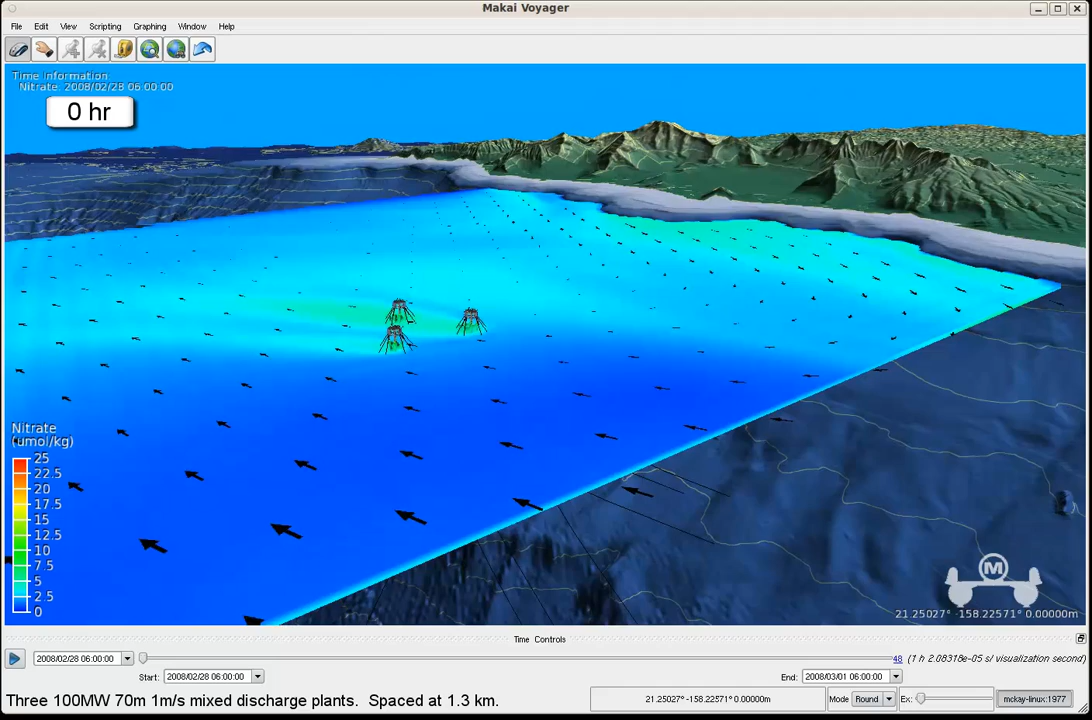 Makai Voyager
File Edit View Scripting Graphing Window Help
Time Information:
Nitrate: 2008/02/28 06:00:00
0 hr
Nitrate
(umol/kg)
25
22.5
20
17.5
15
12.5
10
7.5
5
2.5
0
M
21.25027° -158.22571° 0.00000m
Time Controls
2008/02/28 06:00:00 48 (1 h 2.08318e-05 s/ visualization second)
Start: 2008/02/28 06:00:00 End: 2008/03/01 06:00:00
Three 100MW 70m 1m/s mixed discharge plants. Spaced at 1.3 km. 21.25027° -158.22571° 0.00000m Mode Round Ex: mckay-linux:1977